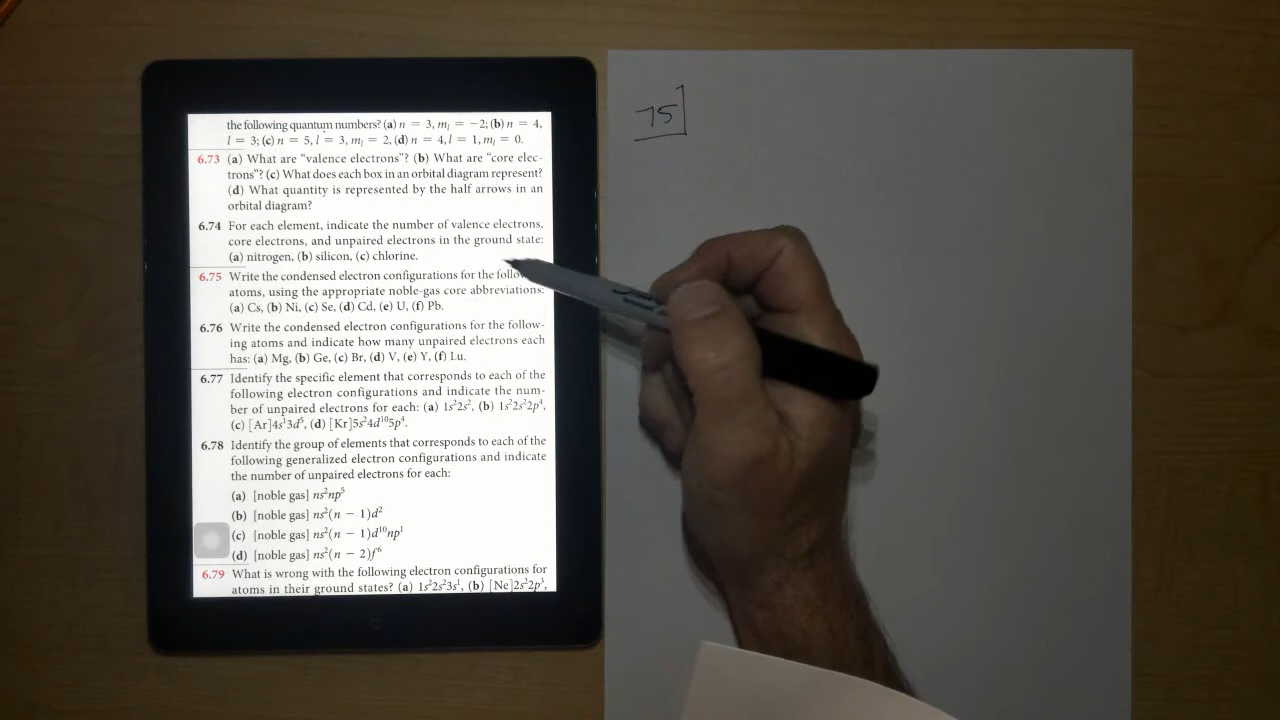 the following quantum numbers? (a) n = 3, mₗ = −2; (b) n = 4,
l = 3; (c) n = 5, l = 3, mₗ = 2, (d) n = 4, l = 1, mₗ = 0.
6.73 (a) What are “valence electrons”? (b) What are “core elec-
trons”? (c) What does each box in an orbital diagram represent?
(d) What quantity is represented by the half arrows in an
orbital diagram?
6.74 For each element, indicate the number of valence electrons,
core electrons, and unpaired electrons in the ground state:
(a) nitrogen, (b) silicon, (c) chlorine.
6.75 Write the condensed electron configurations for the
atoms, using the appropriate noble-gas core abbreviations:
(a) Cs, (b) Ni, (c) Se, (d) Cd, (e) U, (f) Pb.
6.76 Write the condensed electron configurations for the follow-
ing atoms and indicate how many unpaired electrons each
has: (a) Mg, (b) Ge, (c) Br, (d) V, (e) Y, (f) Lu.
6.77 Identify the specific element that corresponds to each of the
following electron configurations and indicate the num-
ber of unpaired electrons for each: (a) 1s²2s², (b) 1s²2s²2p⁴,
(c) [Ar]4s¹3d⁵, (d) [Kr]5s²4d¹⁰5p⁴.
6.78 Identify the group of elements that corresponds to each of the
following generalized electron configurations and indicate
the number of unpaired electrons for each:
(a) [noble gas] ns²np⁵
(b) [noble gas] ns²(n − 1)d²
(c) [noble gas] ns²(n − 1)d¹⁰np¹
(d) [noble gas] ns²(n − 2)f⁶
6.79 What is wrong with the following electron configurations for
atoms in their ground states? (a) 1s²2s²3s¹, (b) [Ne]2s²2p³,
75